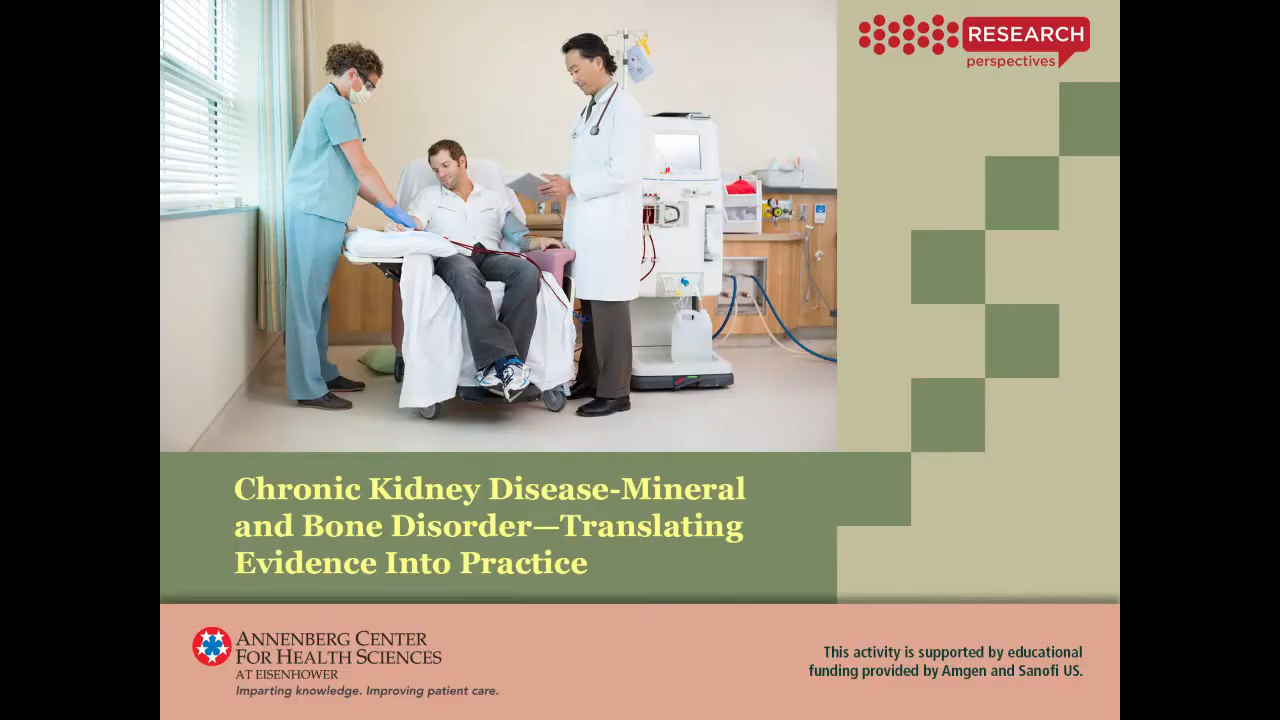 RESEARCH
perspectives
Chronic Kidney Disease-Mineral
and Bone Disorder—Translating
Evidence Into Practice
ANNENBERG CENTER
FOR HEALTH SCIENCES
AT EISENHOWER
Imparting knowledge. Improving patient care.
This activity is supported by educational
funding provided by Amgen and Sanofi US.